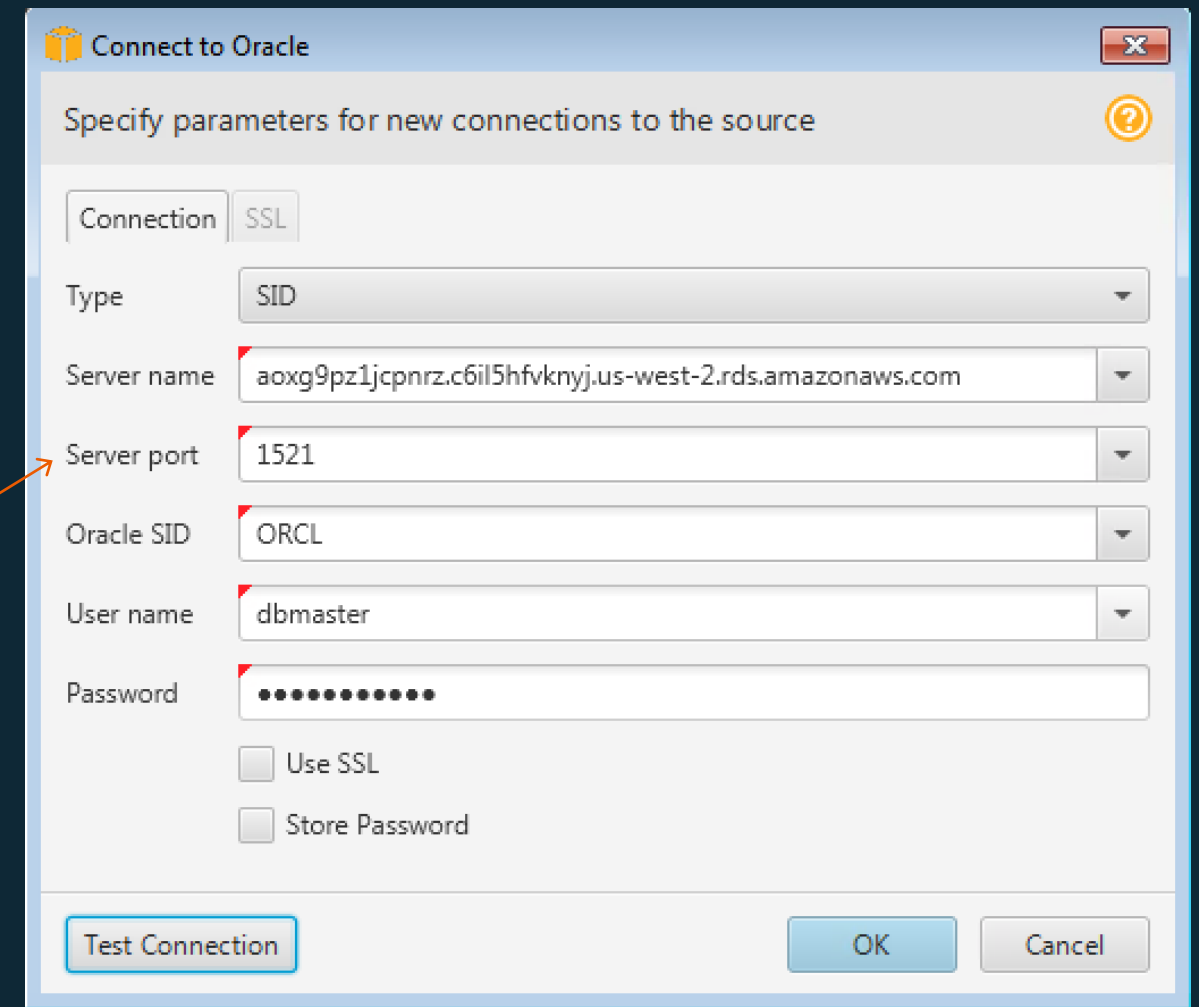 Connect to Oracle
Specify parameters for new connections to the source
?
Connection SSL
Type SID
Server name aoxg9pz1jcpnrz.c6il5hfvknyj.us-west-2.rds.amazonaws.com
Server port 1521
Oracle SID ORCL
User name dbmaster
Password •••••••••••
Use SSL
Store Password
Test Connection OK Cancel